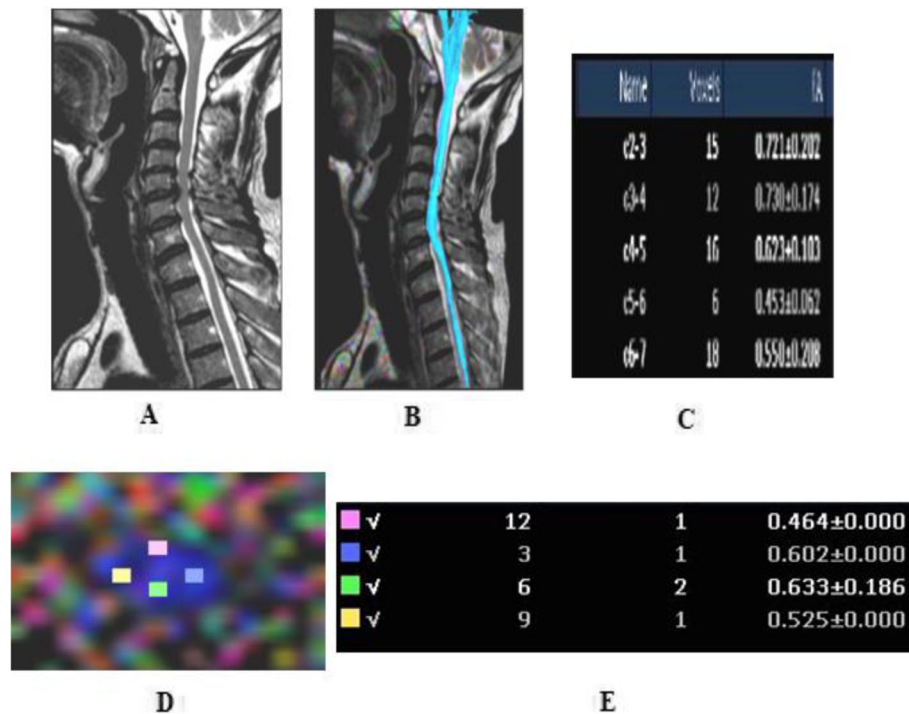 Name Voxels FA
c2-3 15 0.721±0.202
c3-4 12 0.730±0.174
c4-5 16 0.623±0.103
c5-6 6 0.453±0.062
c6-7 18 0.550±0.208
A B C
√ 12 1 0.464±0.000
√ 3 1 0.602±0.000
√ 6 2 0.633±0.186
√ 9 1 0.525±0.000
D E